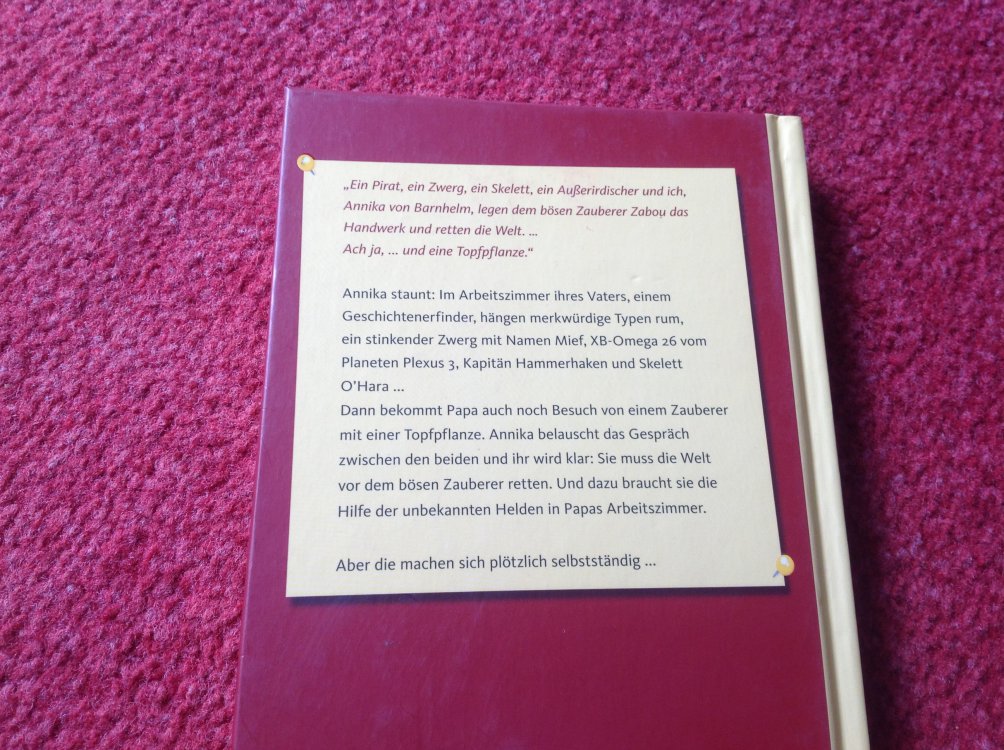 „Ein Pirat, ein Zwerg, ein Skelett, ein Außerirdischer und ich,
Annika von Barnhelm, legen dem bösen Zauberer Zabou das
Handwerk und retten die Welt. ...
Ach ja, ... und eine Topfpflanze.“
Annika staunt: Im Arbeitszimmer ihres Vaters, einem
Geschichtenerfinder, hängen merkwürdige Typen rum,
ein stinkender Zwerg mit Namen Mief, XB-Omega 26 vom
Planeten Plexus 3, Kapitän Hammerhaken und Skelett
O'Hara ...
Dann bekommt Papa auch noch Besuch von einem Zauberer
mit einer Topfpflanze. Annika belauscht das Gespräch
zwischen den beiden und ihr wird klar: Sie muss die Welt
vor dem bösen Zauberer retten. Und dazu braucht sie die
Hilfe der unbekannten Helden in Papas Arbeitszimmer.
Aber die machen sich plötzlich selbstständig ...